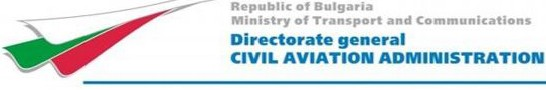 Republic of Bulgaria
Ministry of Transport and Communications
Directorate general
CIVIL AVIATION ADMINISTRATION